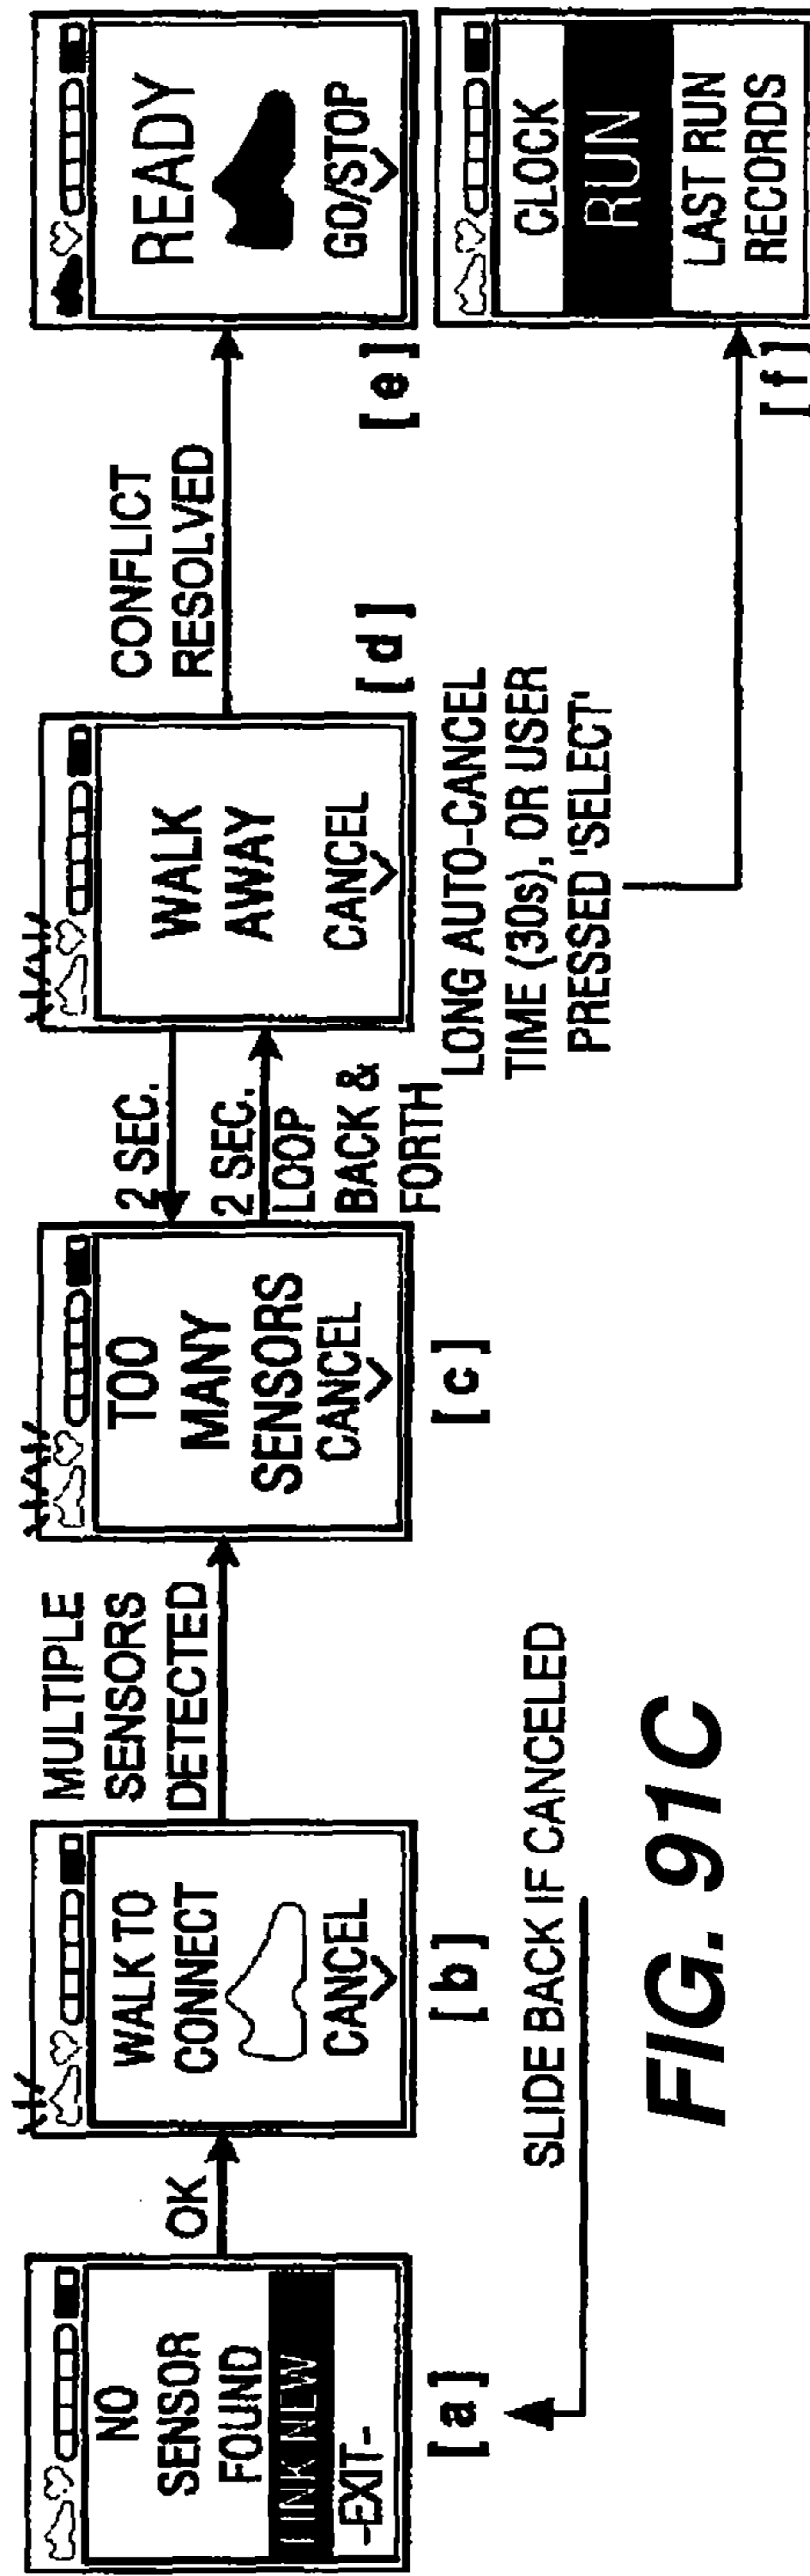 NO
SENSOR
FOUND
LINK NEW
-EXIT-
[a]
OK
WALK TO
CONNECT
CANCEL
[b]
SLIDE BACK IF CANCELED
MULTIPLE
SENSORS
DETECTED
TOO
MANY
SENSORS
CANCEL
[c]
2 SEC.
2 SEC.
LOOP
BACK &
FORTH
WALK
AWAY
CANCEL
[d]
LONG AUTO-CANCEL
TIME (30s), OR USER
PRESSED 'SELECT'
CONFLICT
RESOLVED
READY
GO/STOP
[e]
CLOCK
RUN
LAST RUN
RECORDS
[f]
FIG. 91C